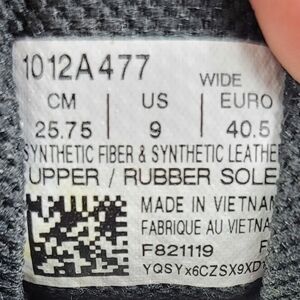 1012A477
WIDE
CM | US | EURO
25.75 | 9 | 40.5
SYNTHETIC FIBER & SYNTHETIC LEATHE
UPPER / RUBBER SOLE
MADE IN VIETNAM
FABRIQUE AU VIETNA
F821119 F
YQSYx6CZSX9XD